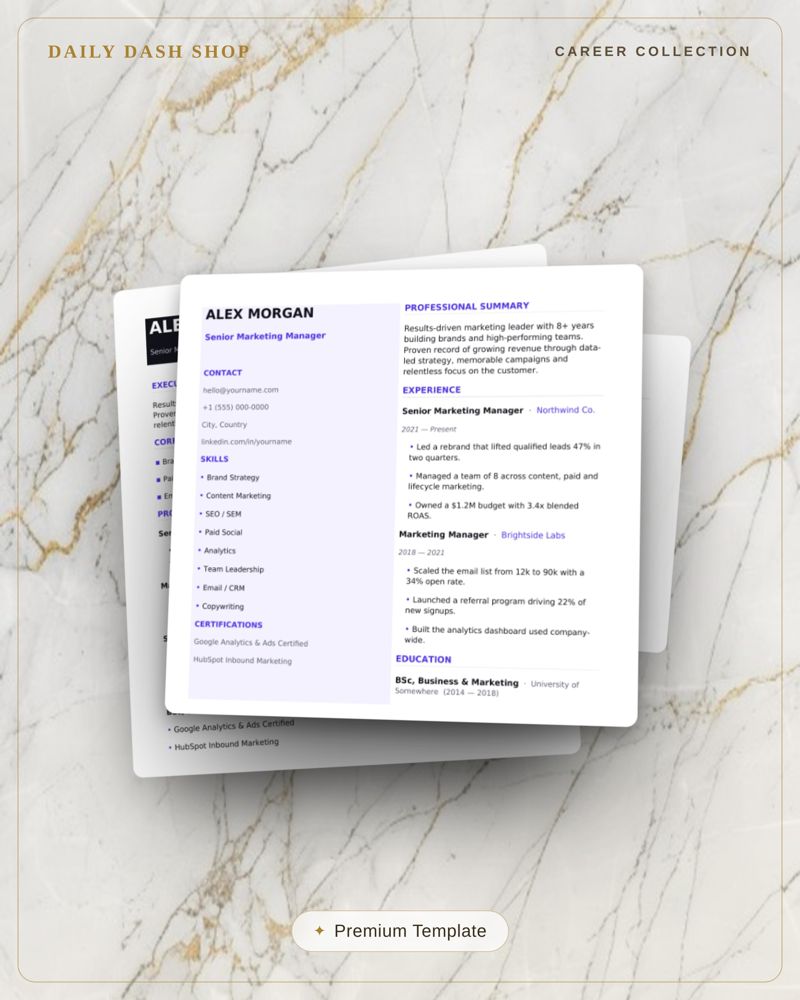 DAILY DASH SHOP
CAREER COLLECTION
ALEX MORGAN
Senior Marketing Manager
CONTACT
hello@yourname.com
+1 (555) 000-0000
City, Country
linkedin.com/in/yourname
SKILLS
• Brand Strategy
• Content Marketing
• SEO / SEM
• Paid Social
• Analytics
• Team Leadership
• Email / CRM
• Copywriting
CERTIFICATIONS
Google Analytics & Ads Certified
HubSpot Inbound Marketing
PROFESSIONAL SUMMARY
Results-driven marketing leader with 8+ years
building brands and high-performing teams.
Proven record of growing revenue through data-
led strategy, memorable campaigns and
relentless focus on the customer.
EXPERIENCE
Senior Marketing Manager · Northwind Co.
2021 — Present
• Led a rebrand that lifted qualified leads 47% in
two quarters.
• Managed a team of 8 across content, paid and
lifecycle marketing.
• Owned a $1.2M budget with 3.4x blended
ROAS.
Marketing Manager · Brightside Labs
2018 — 2021
• Scaled the email list from 12k to 90k with a
34% open rate.
• Launched a referral program driving 22% of
new signups.
• Built the analytics dashboard used company-
wide.
EDUCATION
BSc, Business & Marketing · University of
Somewhere (2014 — 2018)
• Google Analytics & Ads Certified
• HubSpot Inbound Marketing
✦ Premium Template